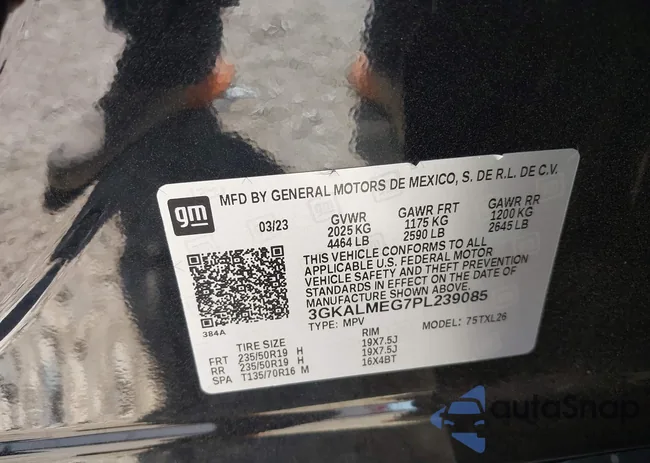 gm
MFD BY GENERAL MOTORS DE MEXICO, S. DE R.L. DE C.V.
03/23 GVWR GAWR FRT GAWR RR
2025 KG 1175 KG 1200 KG
4464 LB 2590 LB 2645 LB
THIS VEHICLE CONFORMS TO ALL
APPLICABLE U.S. FEDERAL MOTOR
VEHICLE SAFETY AND THEFT PREVENTION
STANDARDS IN EFFECT ON THE DATE OF
MANUFACTURE SHOWN ABOVE.
3GKALMEG7PL239085
384A
TYPE: MPV MODEL: 75TXL26
TIRE SIZE RIM
FRT 235/50R19 H 19X7.5J
RR 235/50R19 H 19X7.5J
SPA T135/70R16 M 16X4BT
autoSnap